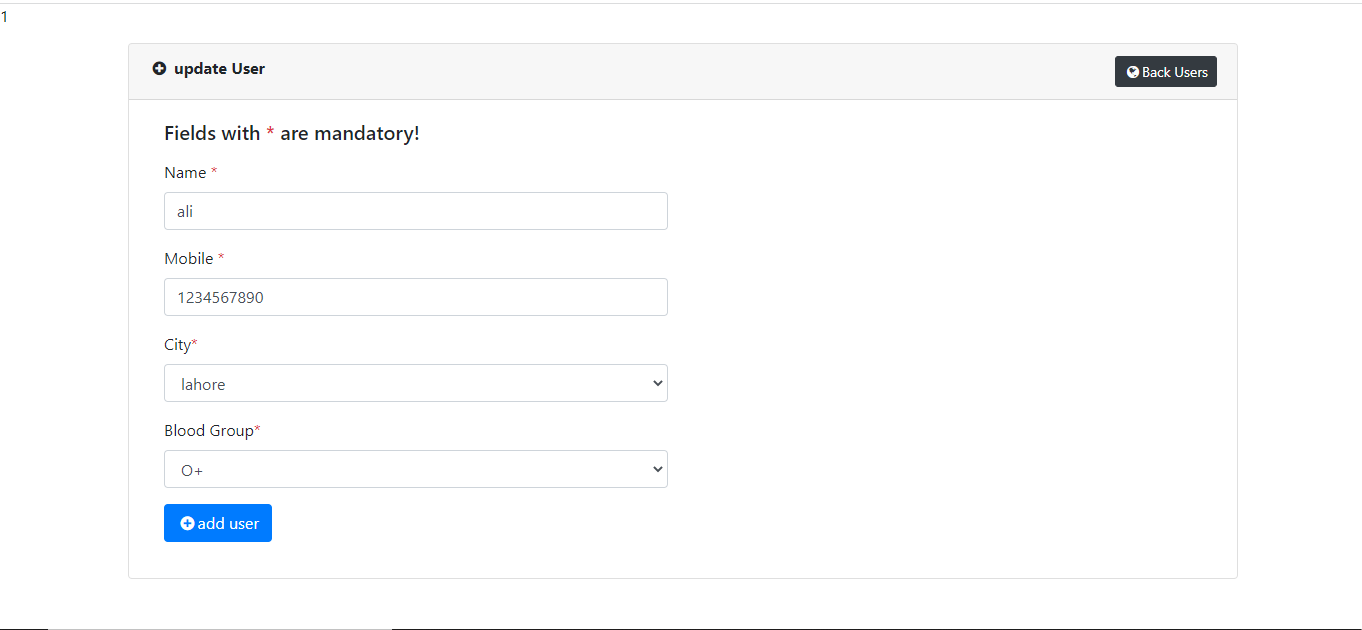 1
update User
Back Users
Fields with * are mandatory!
Name *
ali
Mobile *
1234567890
City*
lahore
Blood Group*
O+
add user